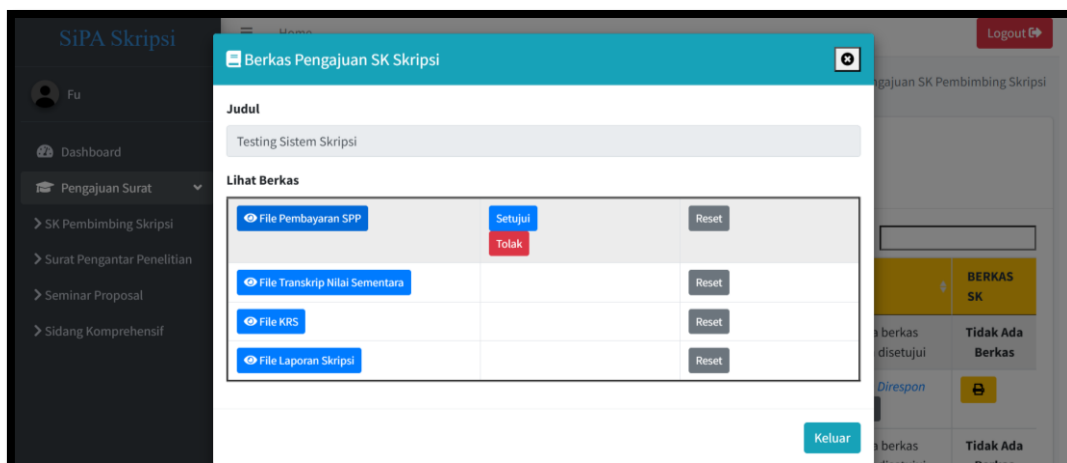 SiPA Skripsi
Home
Logout
Fu
Dashboard
Pengajuan Surat
SK Pembimbing Skripsi
Surat Pengantar Penelitian
Seminar Proposal
Sidang Komprehensif
Berkas Pengajuan SK Skripsi
Judul
Testing Sistem Skripsi
Lihat Berkas
File Pembayaran SPP
Setujui
Tolak
Reset
File Transkrip Nilai Sementara
Reset
File KRS
Reset
File Laporan Skripsi
Reset
Keluar
SK Pembimbing Skripsi
BERKAS
SK
berkas
disetujui
Tidak Ada
Berkas
Direspon
berkas
Tidak Ada